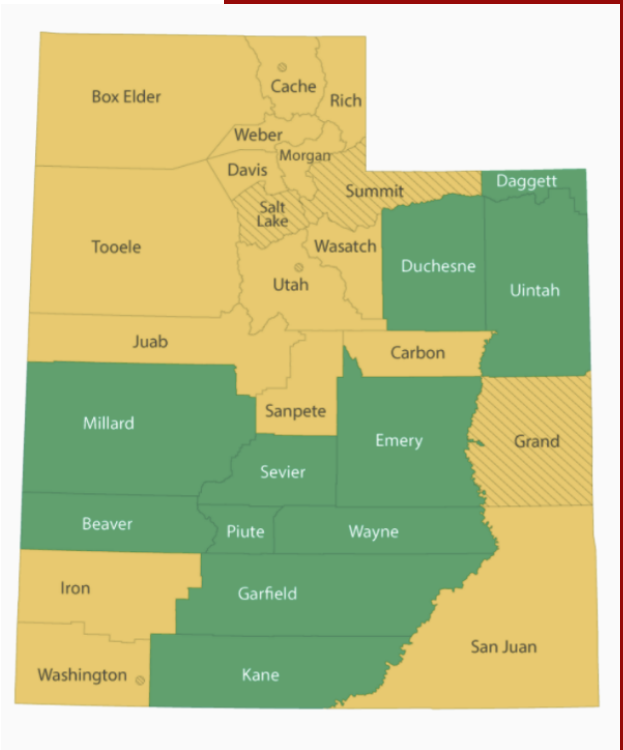 Cache
Box Elder
Rich
Weber
Morgan
Davis
Summit
Daggett
Salt
Lake
Tooele
Wasatch
Duchesne
Utah
Uintah
Juab
Carbon
Sanpete
Millard
Emery
Grand
Sevier
Beaver
Piute
Wayne
Iron
Garfield
San Juan
Washington
Kane